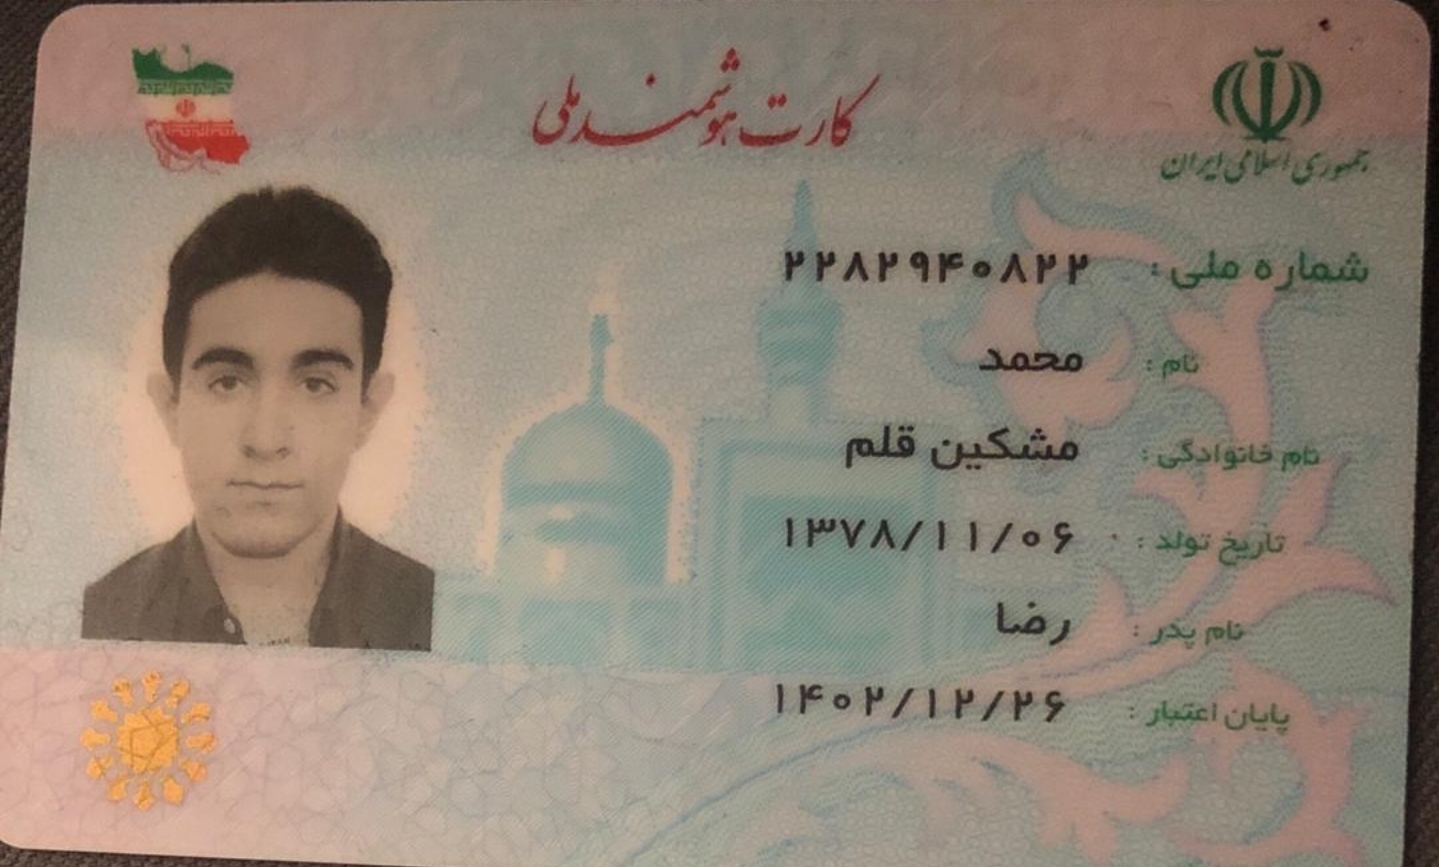 کارت هوشمند ملی
جمهوری اسلامی ایران
شماره ملی : ۲۲۸۲۹۴۰۸۲۲
نام : محمد
نام خانوادگی : مشکین قلم
تاریخ تولد : ۱۳۷۸/۱۱/۰۶
نام پدر : رضا
پایان اعتبار : ۱۴۰۲/۱۲/۲۶